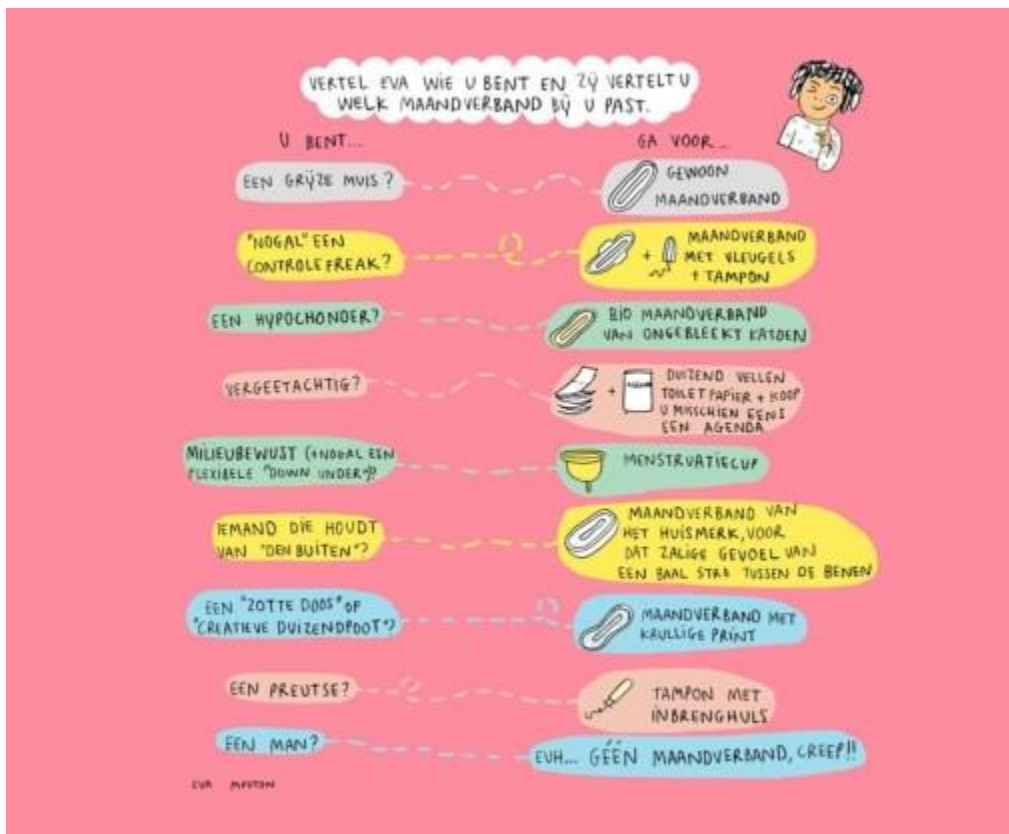 VERTEL EVA WIE U BENT EN ZIJ VERTELT U
WELK MAANDVERBAND BIJ U PAST.
U BENT...
GA VOOR...
EEN GRIJZE MUIS?
GEWOON
MAANDVERBAND
"NOGAL" EEN
CONTROLEFREAK?
+
MAANDVERBAND
MET VLEUGELS
+ TAMPON
EEN HYPOCHONDER?
BIO MAANDVERBAND
VAN ONGEBLEEKT KATOEN
VERGEETACHTIG?
+
DUIZEND VELLEN
TOILETPAPIER + KOOP
U MISSCHIEN EENS
EEN AGENDA
MILIEUBEWUST (+NOGAL EEN
FLEXIBELE "DOWN UNDER")?
MENSTRUATIECUP
IEMAND DIE HOUDT
VAN "DEN BUITEN"?
MAANDVERBAND VAN
HET HUISMERK, VOOR
DAT ZALIGE GEVOEL VAN
EEN BAAL STRO TUSSEN DE BENEN
EEN "ZOTTE DOOS" OF
"CREATIEVE DUIZENDPOOT"?
MAANDVERBAND MET
KRULLIGE PRINT
EEN PREUTSE?
TAMPON MET
INBRENGHULS
EEN MAN?
EUH... GÉÉN MAANDVERBAND, CREEP!!
EVA MOUTON